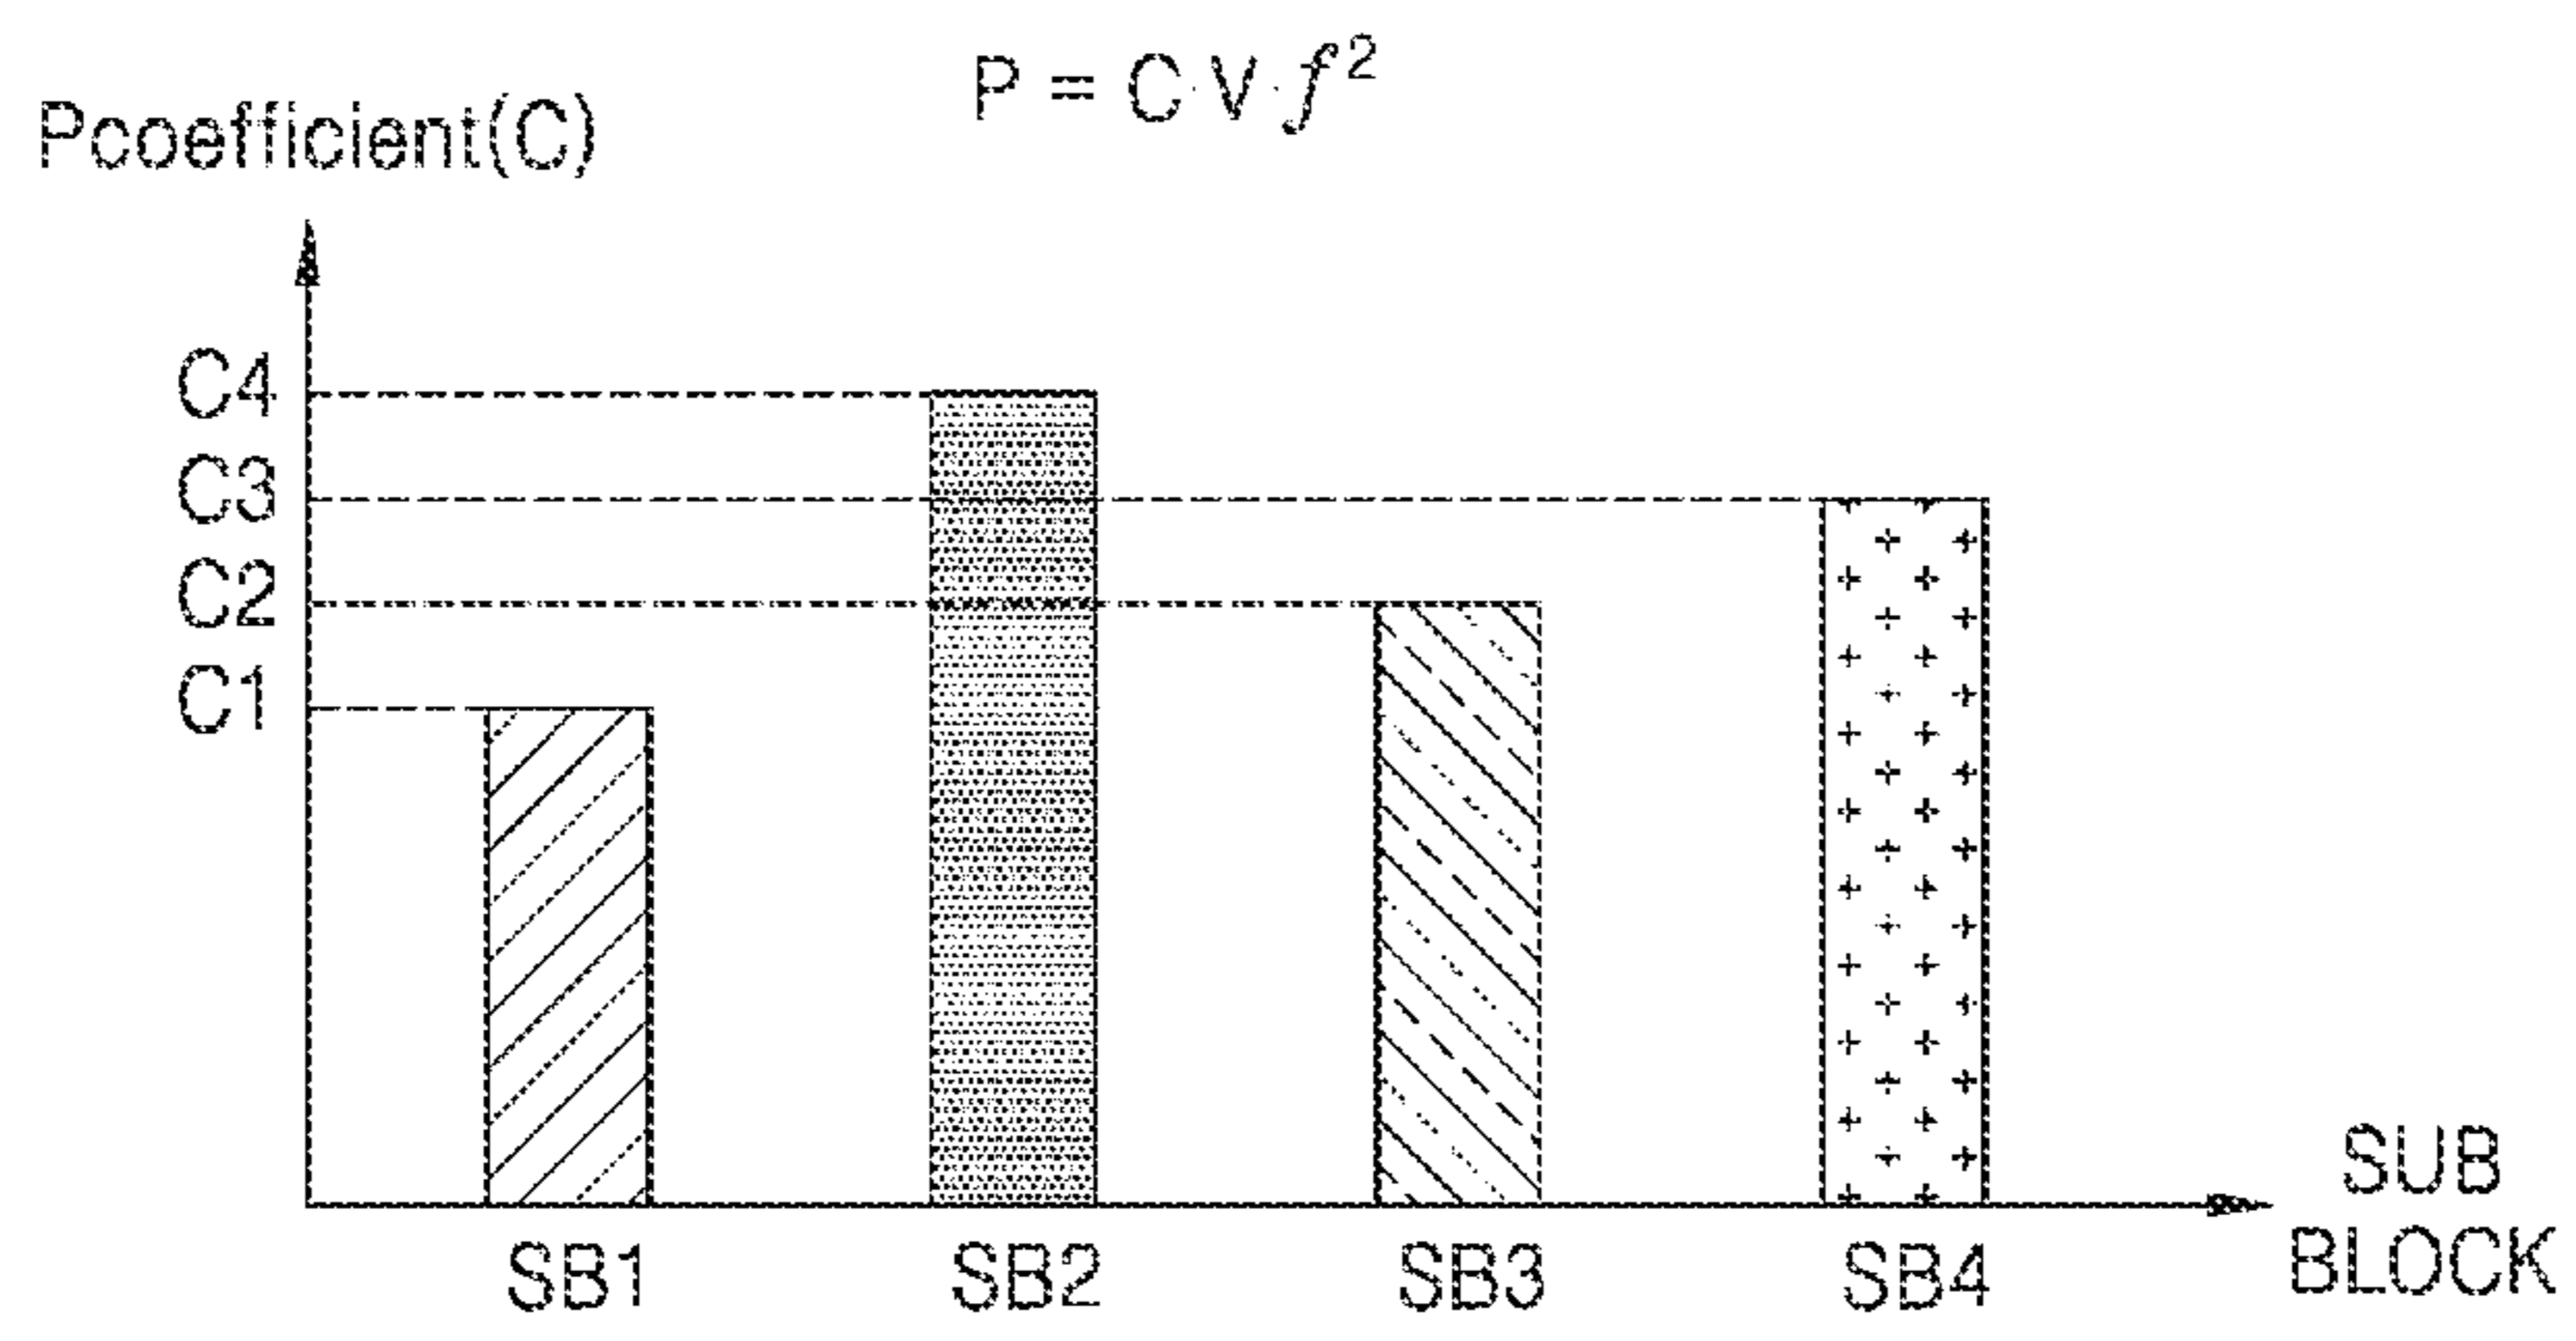 P = C·V·f²
Pcoefficient(C)
C4
C3
C2
C1
SB1 SB2 SB3 SB4
SUB
BLOCK